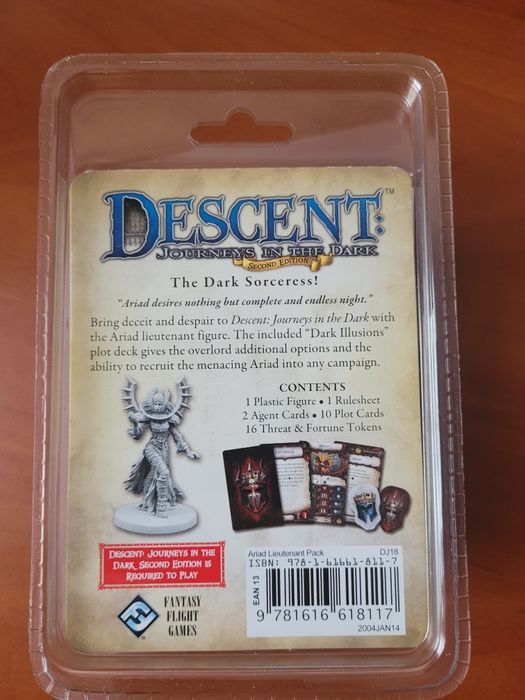 DESCENT:™
JOURNEYS IN THE DARK
SECOND EDITION
The Dark Sorceress!
“Ariad desires nothing but complete and endless night.”
Bring deceit and despair to Descent: Journeys in the Dark with
the Ariad lieutenant figure. The included “Dark Illusions”
plot deck gives the overlord additional options and the
ability to recruit the menacing Ariad into any campaign.
CONTENTS
1 Plastic Figure • 1 Rulesheet
2 Agent Cards • 10 Plot Cards
16 Threat & Fortune Tokens
DESCENT: JOURNEYS IN THE
DARK, SECOND EDITION IS
REQUIRED TO PLAY
FANTASY
FLIGHT
GAMES
Ariad Lieutenant Pack DJ18
ISBN: 978-1-61661-811-7
EAN 13
9 781616 618117
2004JAN14